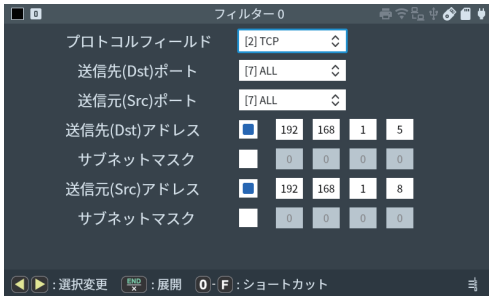 0 フィルター 0
プロトコルフィールド [2] TCP
送信先(Dst)ポート [7] ALL
送信元(Src)ポート [7] ALL
送信先(Dst)アドレス 192 168 1 5
サブネットマスク 0 0 0 0
送信元(Src)アドレス 192 168 1 8
サブネットマスク 0 0 0 0
:選択変更 END X :展開 0-F:ショートカット